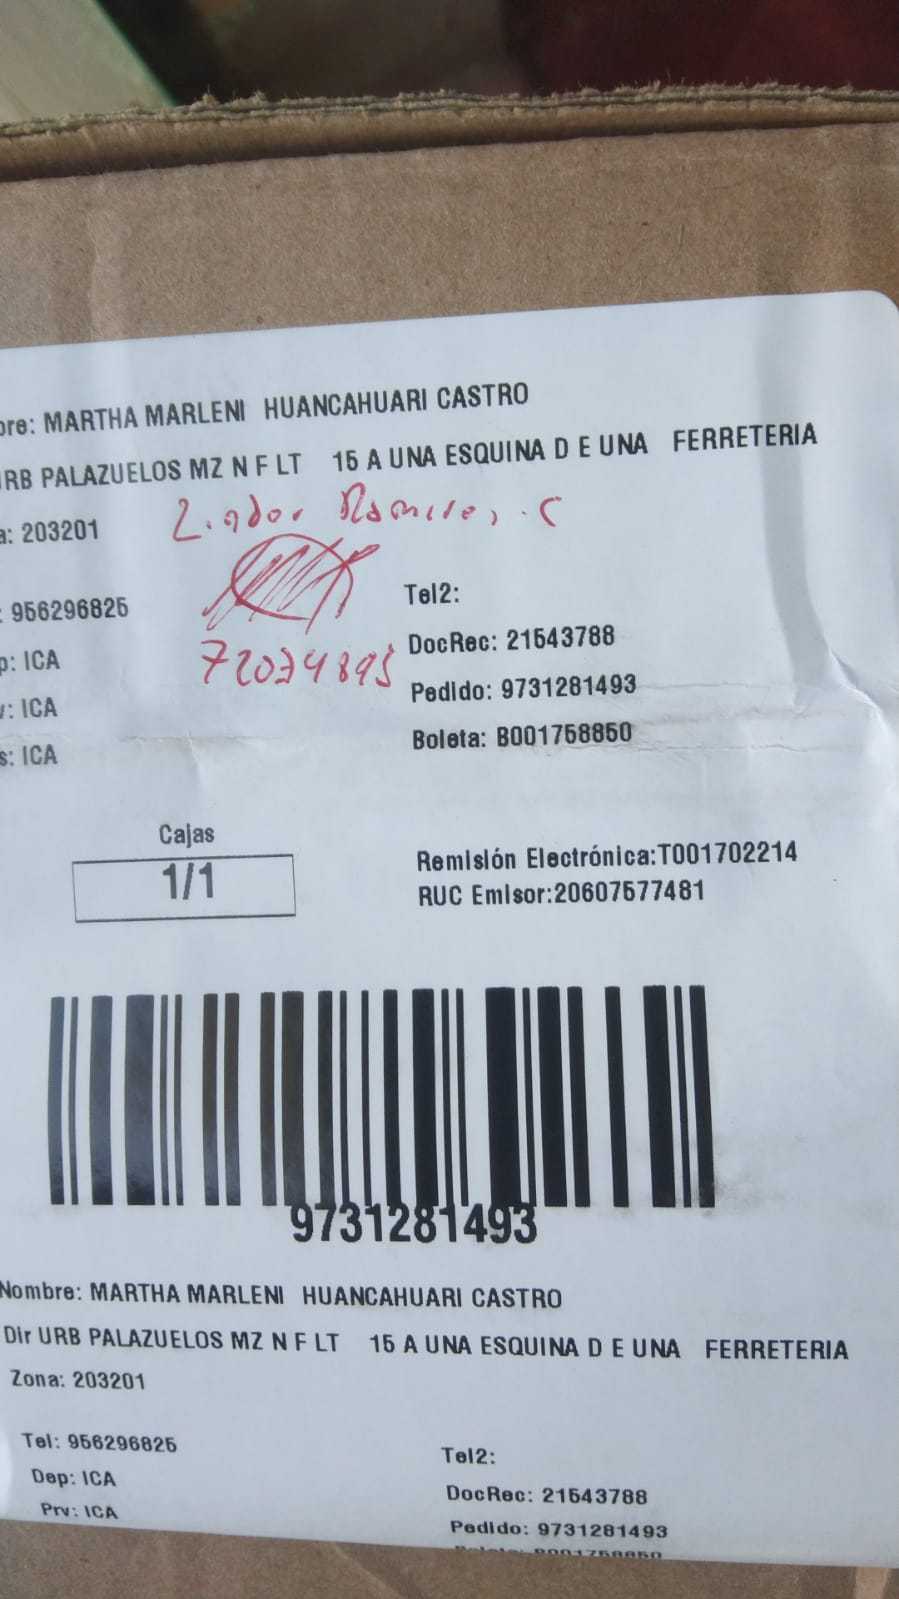 bre: MARTHA MARLENI HUANCAHUARI CASTRO
URB PALAZUELOS MZ N F LT 15 A UNA ESQUINA D E UNA FERRETERIA
a: 203201
: 956296825
Tel2:
p: ICA
DocRec: 21543788
v: ICA
Pedido: 9731281493
s: ICA
Boleta: B001758850
Cajas
1/1
Remisión Electrónica:T001702214
RUC Emisor:20607577481
9731281493
Nombre: MARTHA MARLENI HUANCAHUARI CASTRO
Dir URB PALAZUELOS MZ N F LT 15 A UNA ESQUINA D E UNA FERRETERIA
Zona: 203201
Tel: 956296825
Tel2:
Dep: ICA
DocRec: 21543788
Prv: ICA
Pedido: 9731281493
Boleta: B001758850